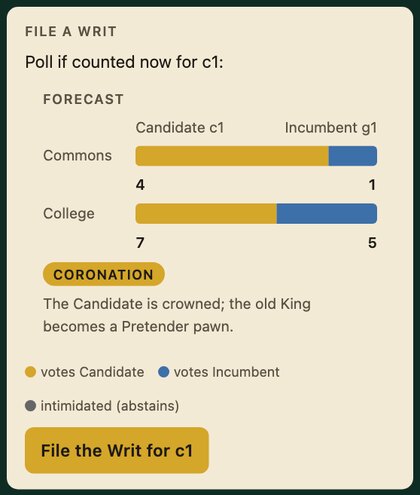 FILE A WRIT
Poll if counted now for c1:
FORECAST
Candidate c1 Incumbent g1
Commons
4 1
College
7 5
CORONATION
The Candidate is crowned; the old King
becomes a Pretender pawn.
votes Candidate votes Incumbent
intimidated (abstains)
File the Writ for c1